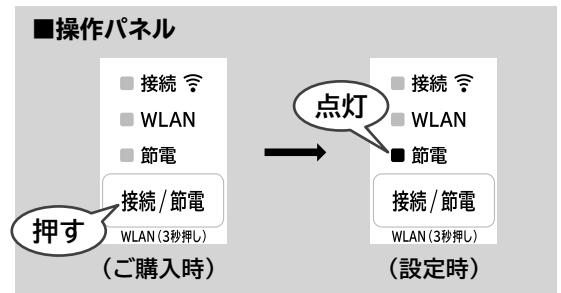 ■操作パネル
接続
WLAN
節電
接続/節電
押す
WLAN(3秒押し)
(ご購入時)
接続
点灯
WLAN
節電
接続/節電
WLAN(3秒押し)
(設定時)